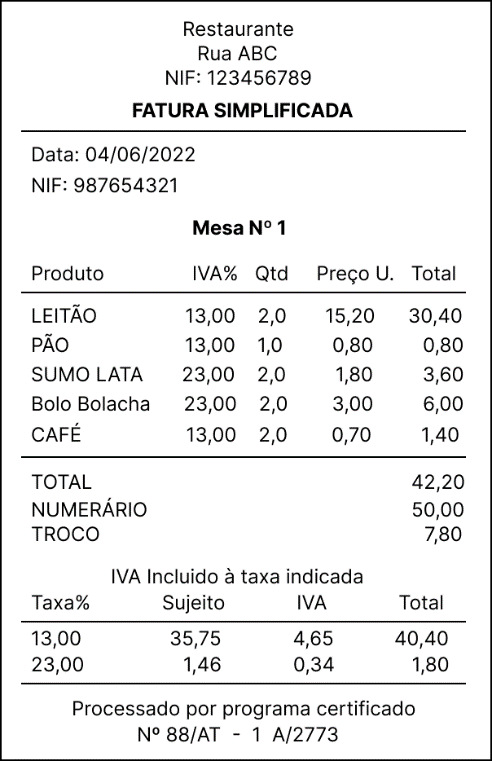 Restaurante
Rua ABC
NIF: 123456789
FATURA SIMPLIFICADA
Data: 04/06/2022
NIF: 987654321
Mesa Nº 1
Produto IVA% Qtd Preço U. Total
LEITÃO 13,00 2,0 15,20 30,40
PÃO 13,00 1,0 0,80 0,80
SUMO LATA 23,00 2,0 1,80 3,60
Bolo Bolacha 23,00 2,0 3,00 6,00
CAFÉ 13,00 2,0 0,70 1,40
TOTAL 42,20
NUMERÁRIO 50,00
TROCO 7,80
IVA Incluido à taxa indicada
Taxa% Sujeito IVA Total
13,00 35,75 4,65 40,40
23,00 1,46 0,34 1,80
Processado por programa certificado
Nº 88/AT - 1 A/2773